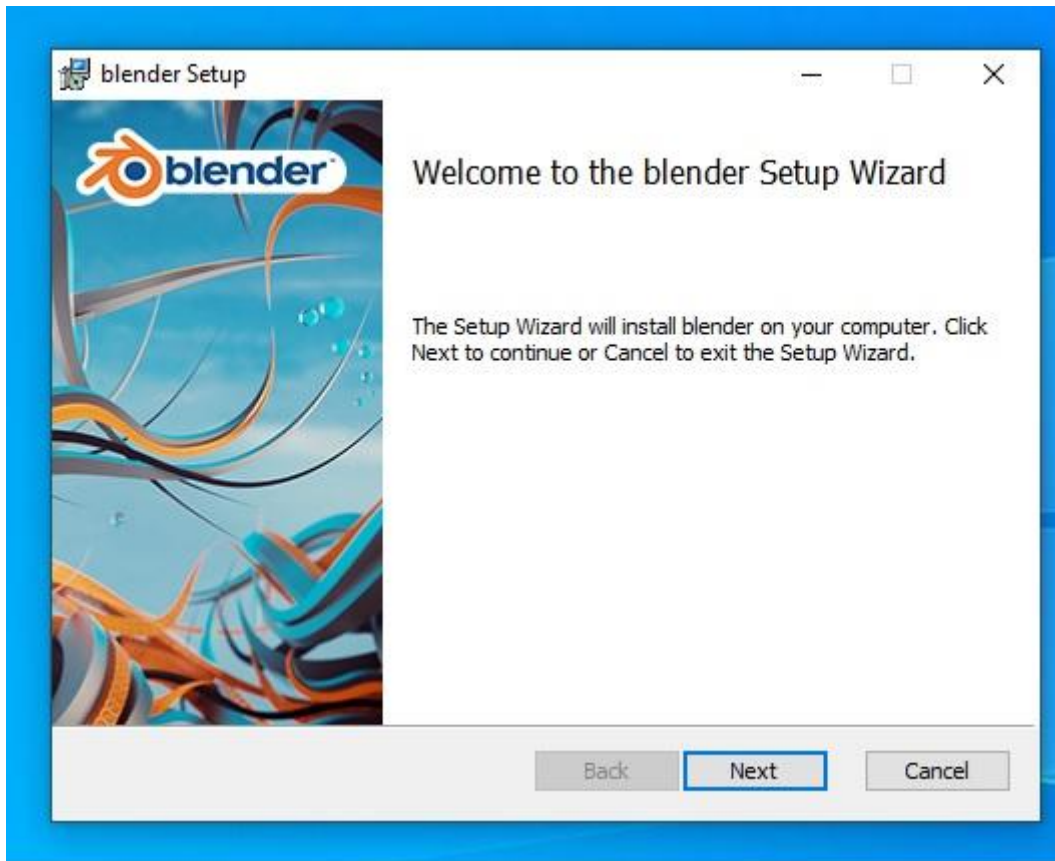 blender Setup
blender
Welcome to the blender Setup Wizard
The Setup Wizard will install blender on your computer. Click
Next to continue or Cancel to exit the Setup Wizard.
Back
Next
Cancel